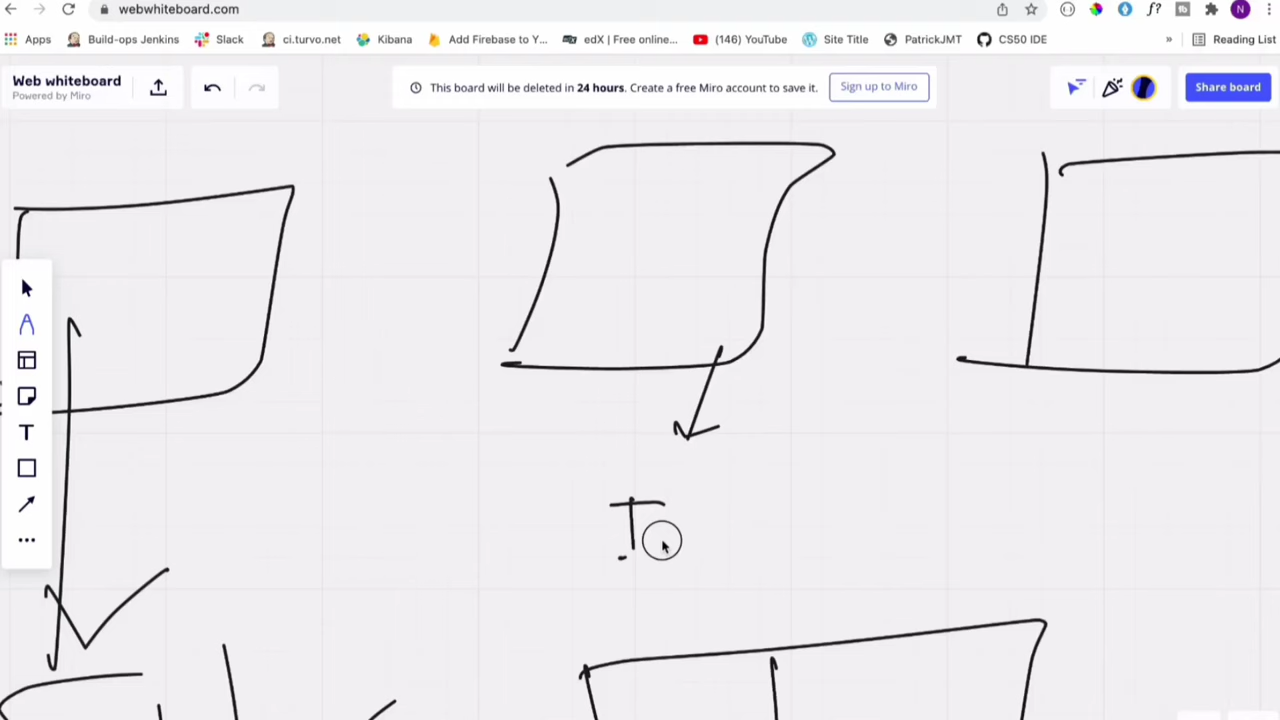 webwhiteboard.com
f?
N
Apps
Build-ops Jenkins
Slack
ci.turvo.net
Kibana
Add Firebase to Y...
edX | Free online...
(146) YouTube
Site Title
PatrickJMT
CS50 IDE
»
Reading List
Web whiteboard
Powered by Miro
This board will be deleted in 24 hours. Create a free Miro account to save it.
Sign up to Miro
Share board
T